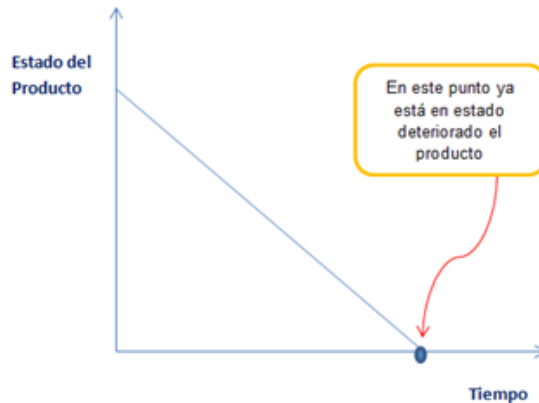 Estado del
Producto
En este punto ya
está en estado
deteriorado el
producto
Tiempo